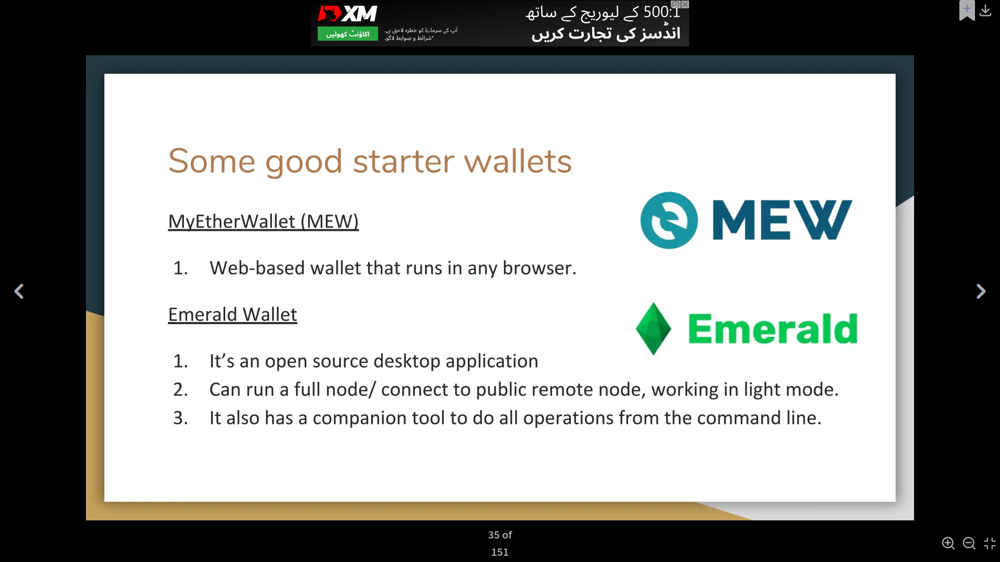 XM
500:1 کے لیوریج کے ساتھ
انڈسز کی تجارت کریں
اکاؤنٹ کھولیں
آپ کے سرمائے کو خطرہ لاحق ہے۔
*شرائط و ضوابط لاگو۔
Some good starter wallets
MyEtherWallet (MEW)
MEW
1. Web-based wallet that runs in any browser.
Emerald Wallet
Emerald
1. It’s an open source desktop application
2. Can run a full node/ connect to public remote node, working in light mode.
3. It also has a companion tool to do all operations from the command line.
35 of
151